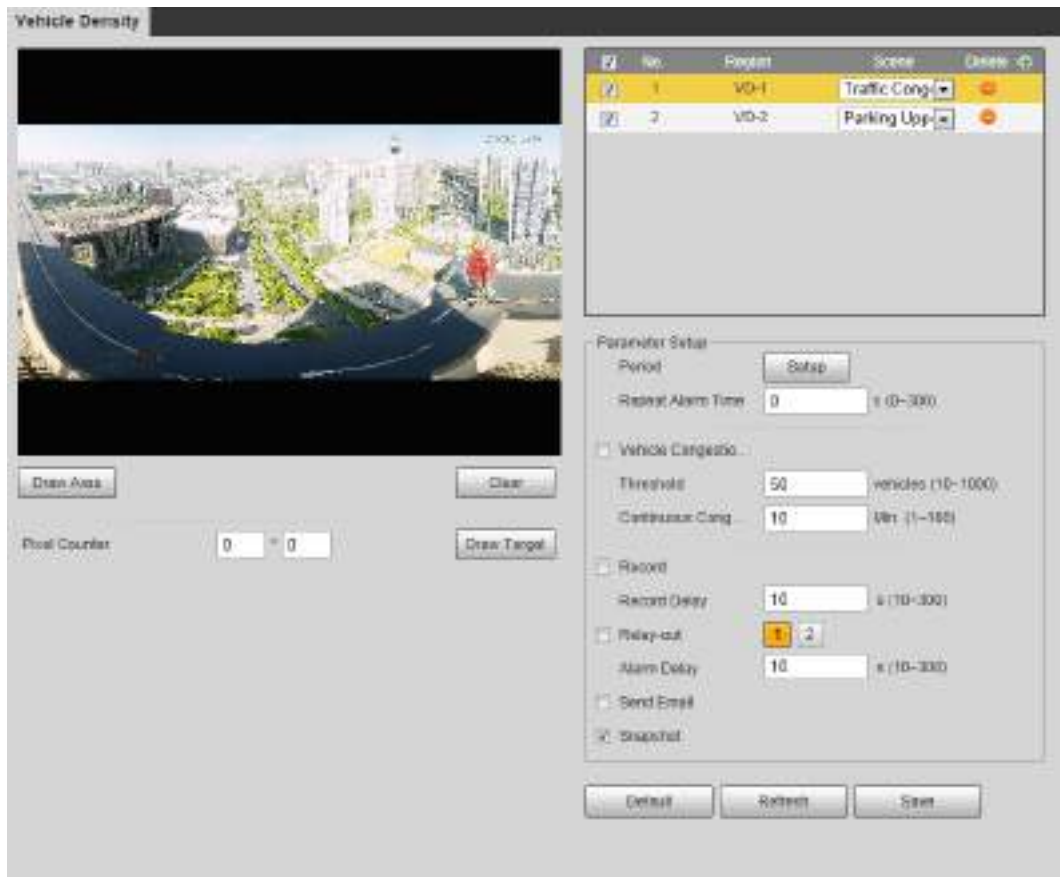 Vehicle Density
No. Region Scene Delete
1 VD-1 Traffic Cong
2 VD-2 Parking Upp
Parameter Setup
Period Setup
Repeat Alarm Time 0 s (0~300)
Vehicle Congestio...
Threshold 50 vehicles (10~1000)
Continuous Cong... 10 Min (1~100)
Record
Record Delay 10 s (10~300)
Relay-out 1 2
Alarm Delay 10 s (10~300)
Send Email
Snapshot
Draw Area Clear
Pixel Counter 0 * 0 Draw Target
Default Refresh Save